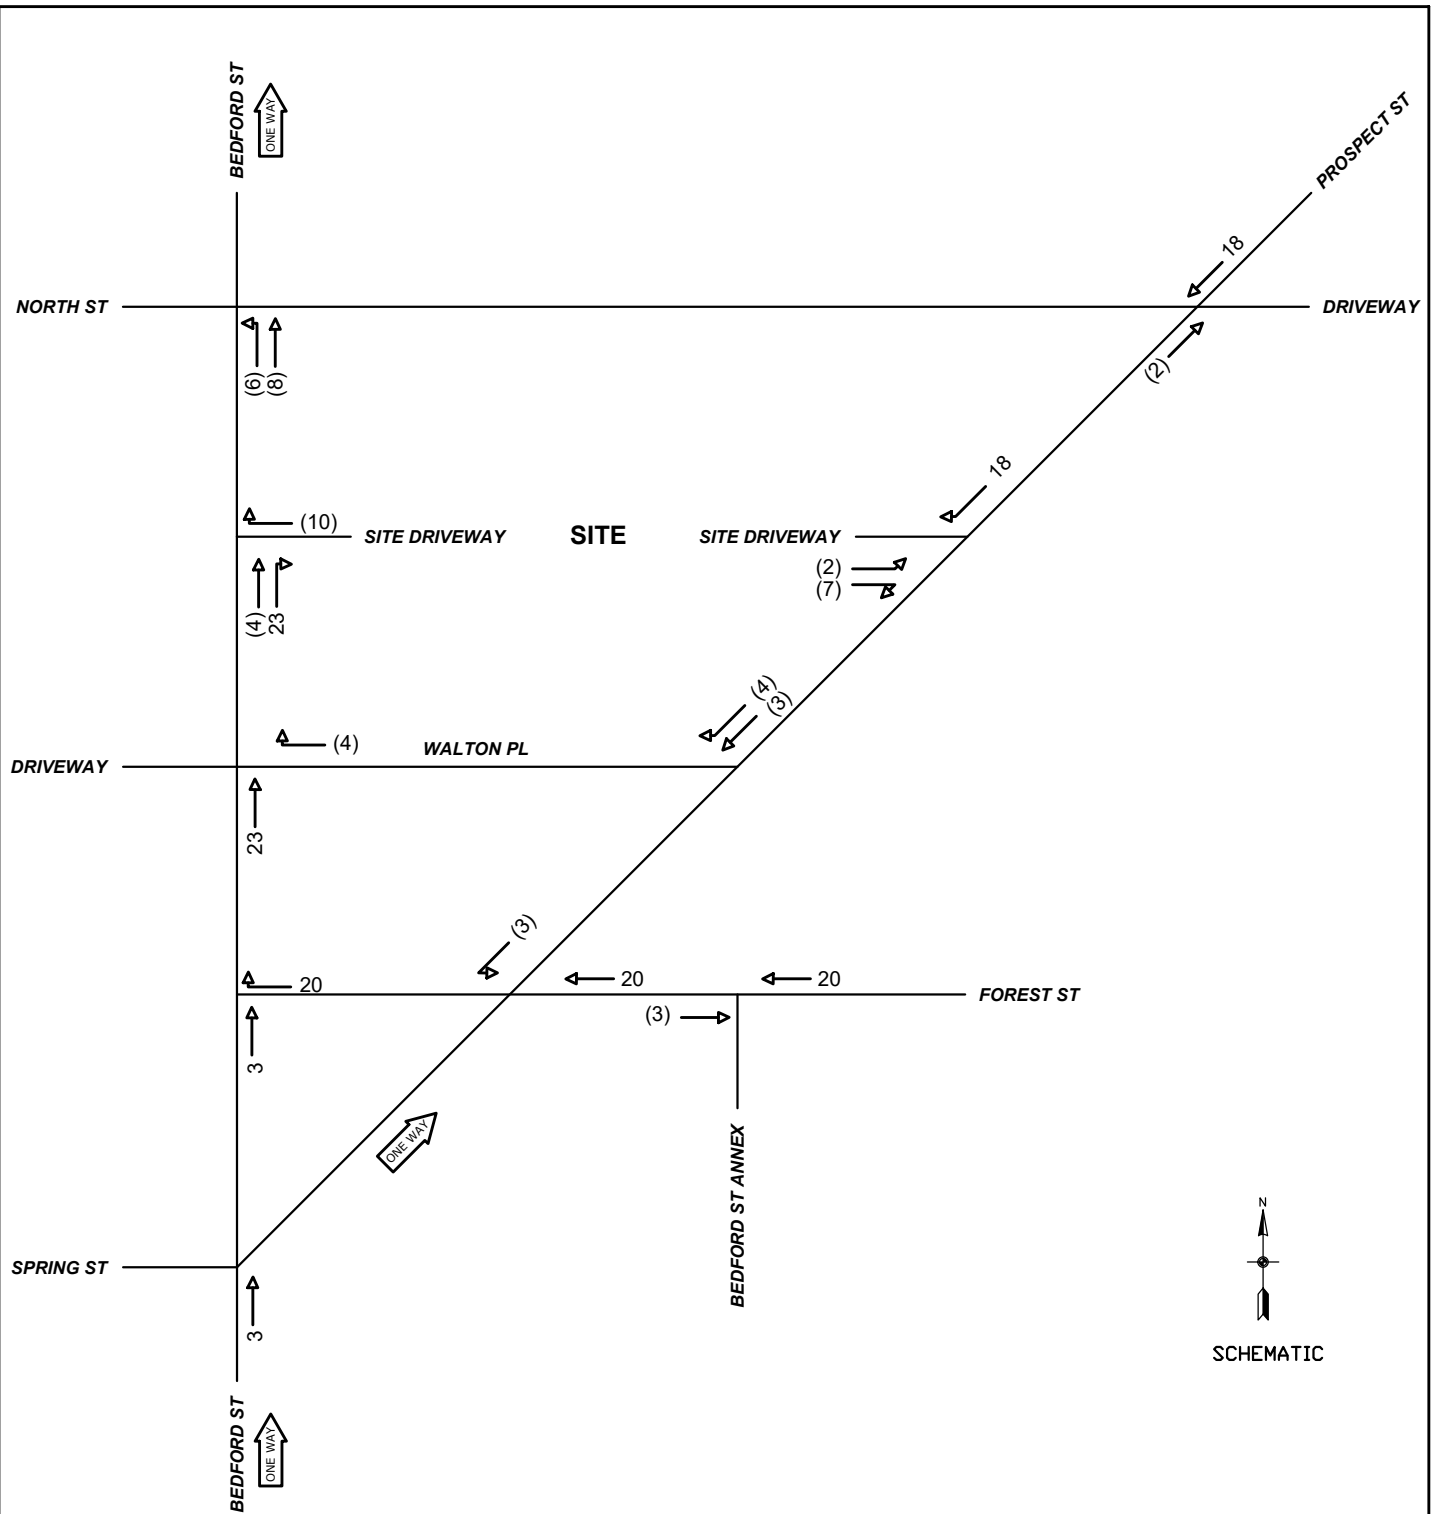 BEDFORD ST
ONE WAY
PROSPECT ST
18
NORTH ST
DRIVEWAY
(6)
(8)
(2)
18
(10)
SITE DRIVEWAY
SITE
SITE DRIVEWAY
(2)
(7)
(4)
23
(4)
(3)
(4)
WALTON PL
DRIVEWAY
23
(3)
20
20
20
FOREST ST
(3)
3
ONE WAY
BEDFORD ST ANNEX
N
SPRING ST
3
SCHEMATIC
BEDFORD ST
ONE WAY